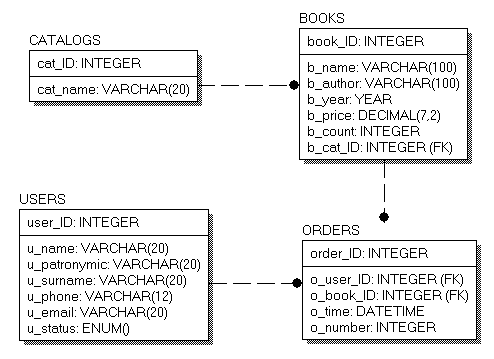 CATALOGS
cat_ID: INTEGER
cat_name: VARCHAR(20)
BOOKS
book_ID: INTEGER
b_name: VARCHAR(100)
b_author: VARCHAR(100)
b_year: YEAR
b_price: DECIMAL(7,2)
b_count: INTEGER
b_cat_ID: INTEGER (FK)
USERS
user_ID: INTEGER
u_name: VARCHAR(20)
u_patronymic: VARCHAR(20)
u_surname: VARCHAR(20)
u_phone: VARCHAR(12)
u_email: VARCHAR(20)
u_status: ENUM()
ORDERS
order_ID: INTEGER
o_user_ID: INTEGER (FK)
o_book_ID: INTEGER (FK)
o_time: DATETIME
o_number: INTEGER